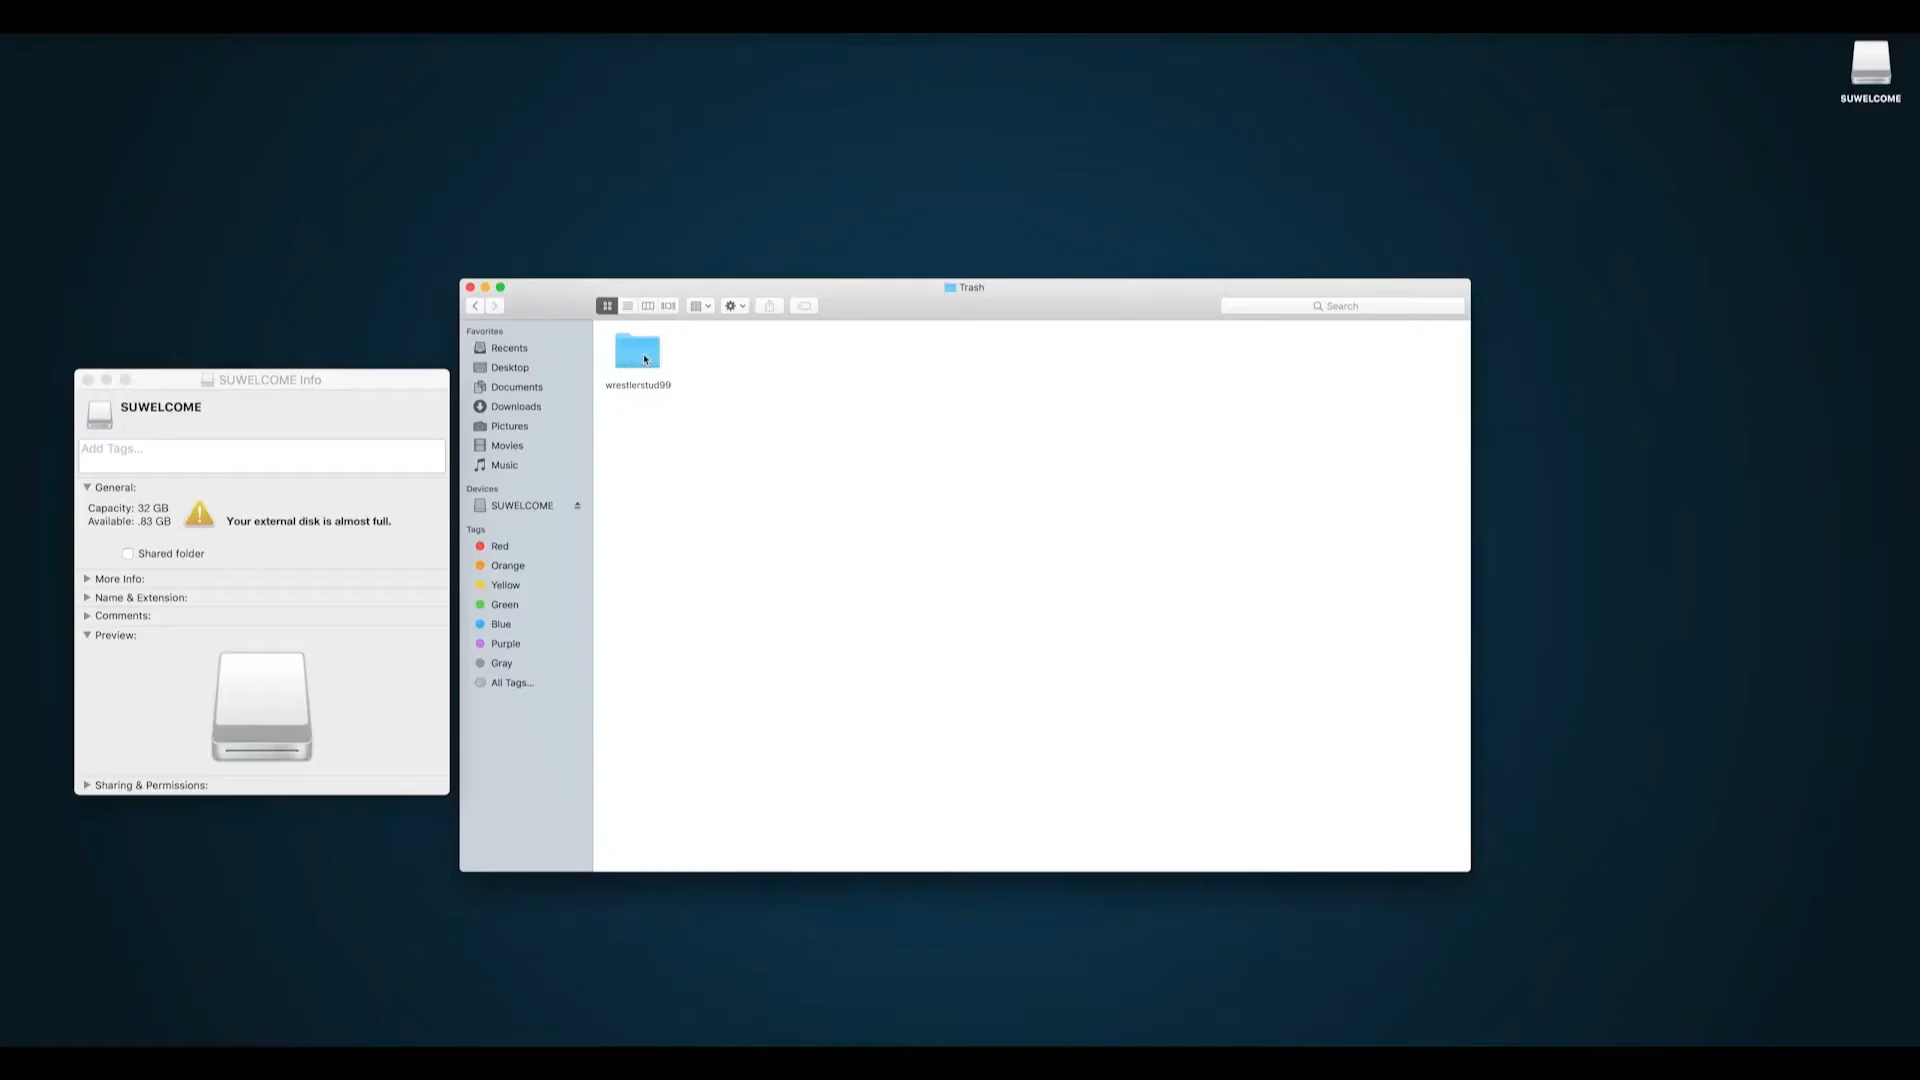 SUWELCOME
Trash
Search
Favorites
Recents
Desktop
Documents
Downloads
Pictures
Movies
Music
Devices
SUWELCOME
Tags
Red
Orange
Yellow
Green
Blue
Purple
Gray
All Tags...
wrestlerstud99
SUWELCOME Info
SUWELCOME
Add Tags...
General:
Capacity: 32 GB
Available: .83 GB
Your external disk is almost full.
Shared folder
More Info:
Name & Extension:
Comments:
Preview:
Sharing & Permissions: